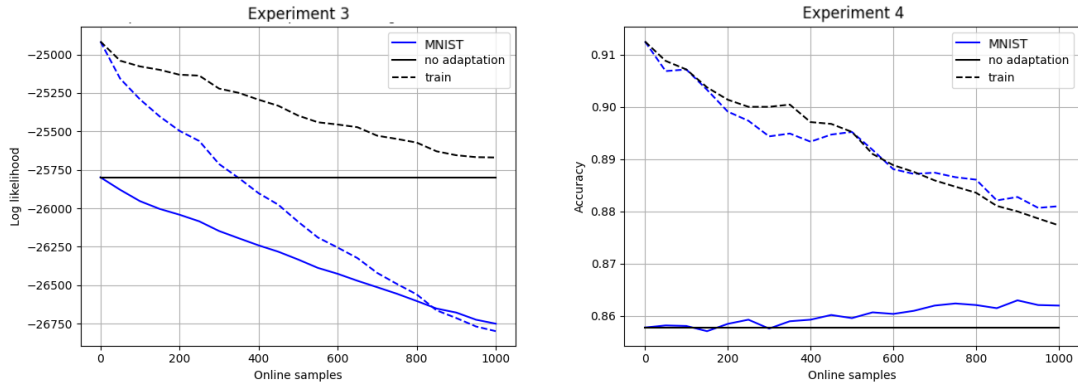 Experiment 3
Log likelihood
−25000
−25250
−25500
−25750
−26000
−26250
−26500
−26750
0
200
400
600
800
1000
Online samples
MNIST
no adaptation
train
Experiment 4
Accuracy
0.91
0.90
0.89
0.88
0.87
0.86
0
200
400
600
800
1000
Online samples
MNIST
no adaptation
train